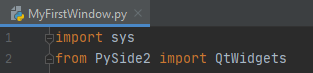 MyFirstWindow.py
1 import sys
2 from PySide2 import QtWidgets